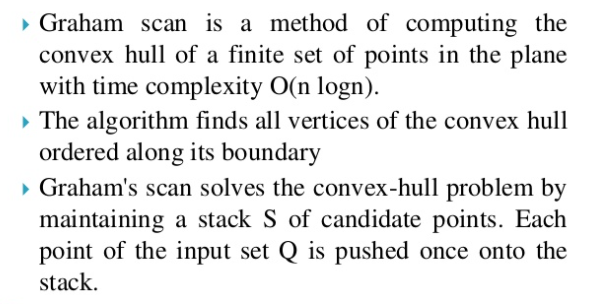 Graham scan is a method of computing the
convex hull of a finite set of points in the plane
with time complexity O(n logn).
The algorithm finds all vertices of the convex hull
ordered along its boundary
Graham's scan solves the convex-hull problem by
maintaining a stack S of candidate points. Each
point of the input set Q is pushed once onto the
stack.